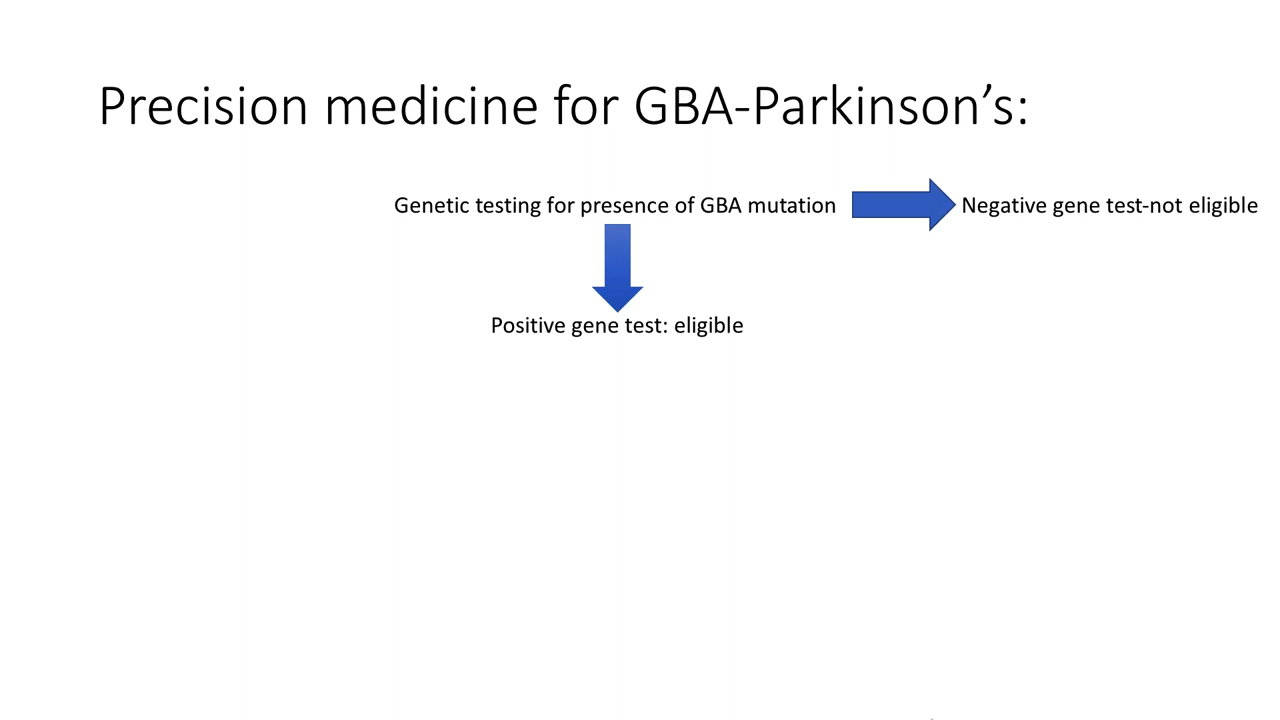 Precision medicine for GBA-Parkinson’s:
Genetic testing for presence of GBA mutation
Negative gene test-not eligible
Positive gene test: eligible